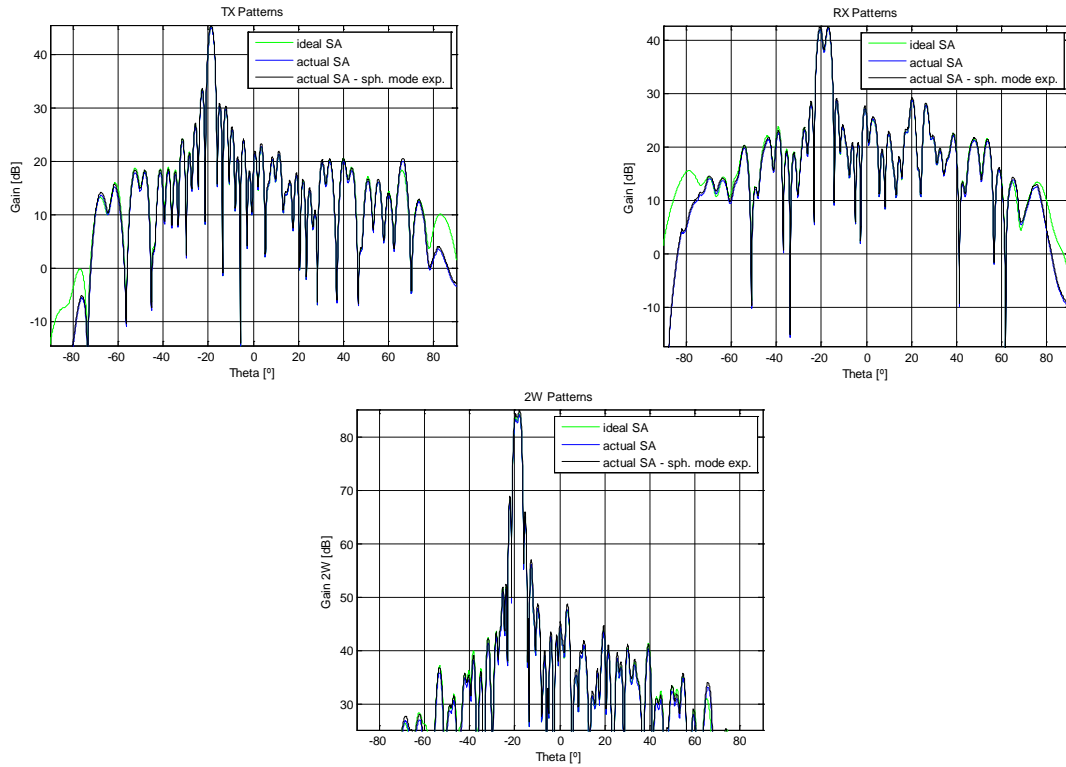 TX Patterns
ideal SA
actual SA
actual SA - sph. mode exp.
40
30
20
10
0
-10
Gain [dB]
-80 -60 -40 -20 0 20 40 60 80
Theta [º]
RX Patterns
ideal SA
actual SA
actual SA - sph. mode exp.
40
30
20
10
0
-10
Gain [dB]
-80 -60 -40 -20 0 20 40 60 80
Theta [º]
2W Patterns
ideal SA
actual SA
actual SA - sph. mode exp.
80
70
60
50
40
30
Gain 2W [dB]
-80 -60 -40 -20 0 20 40 60 80
Theta [º]